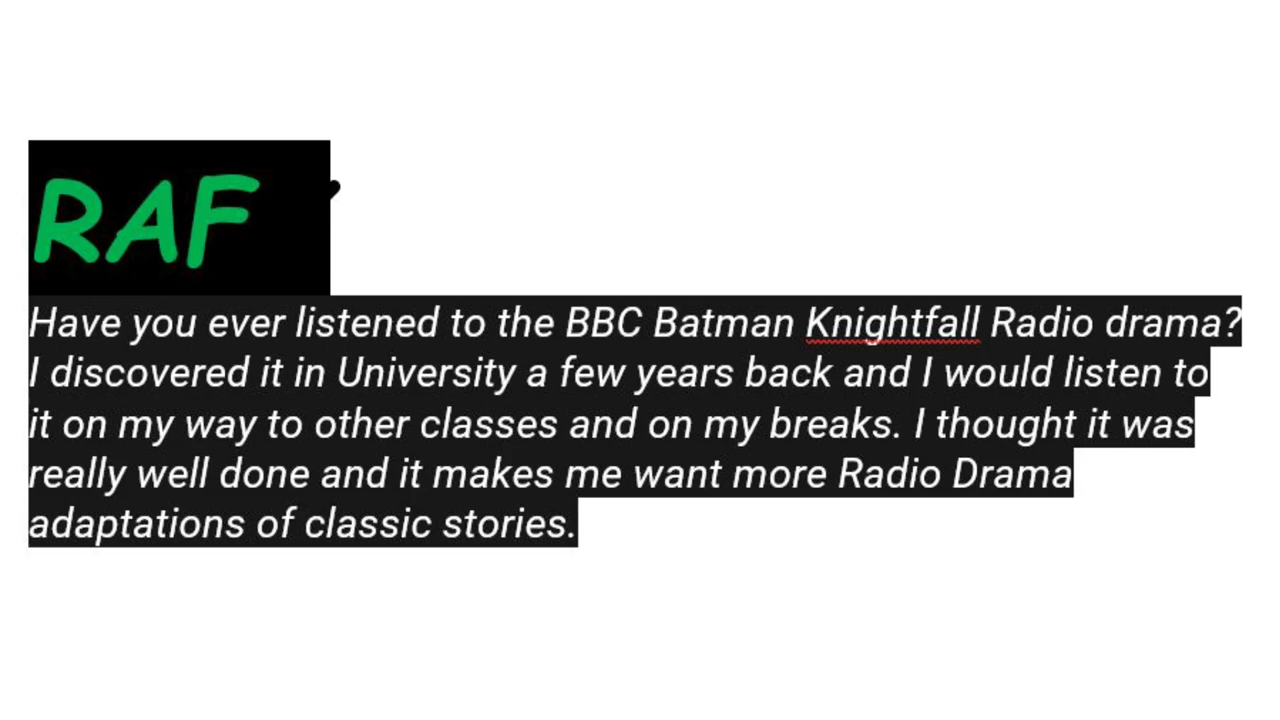 RAF
Have you ever listened to the BBC Batman Knightfall Radio drama?
I discovered it in University a few years back and I would listen to
it on my way to other classes and on my breaks. I thought it was
really well done and it makes me want more Radio Drama
adaptations of classic stories.